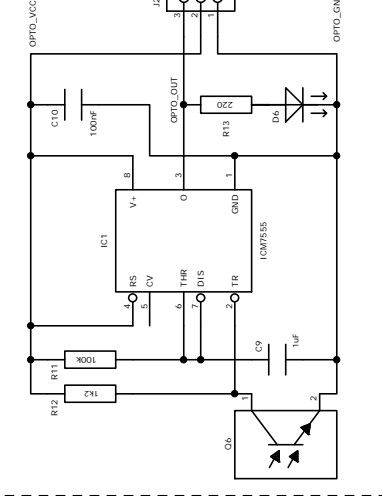 OPTO_VCC
J2
3
2
1
OPTO_GN
C10
100nF
OPTO_OUT
220
R13
D6
8
V+
3
O
1
GND
IC1
ICM7555
RS
CV
THR
DIS
TR
4
5
6
7
2
R11
100k
C9
1uF
R12
1k2
1
2
Q6